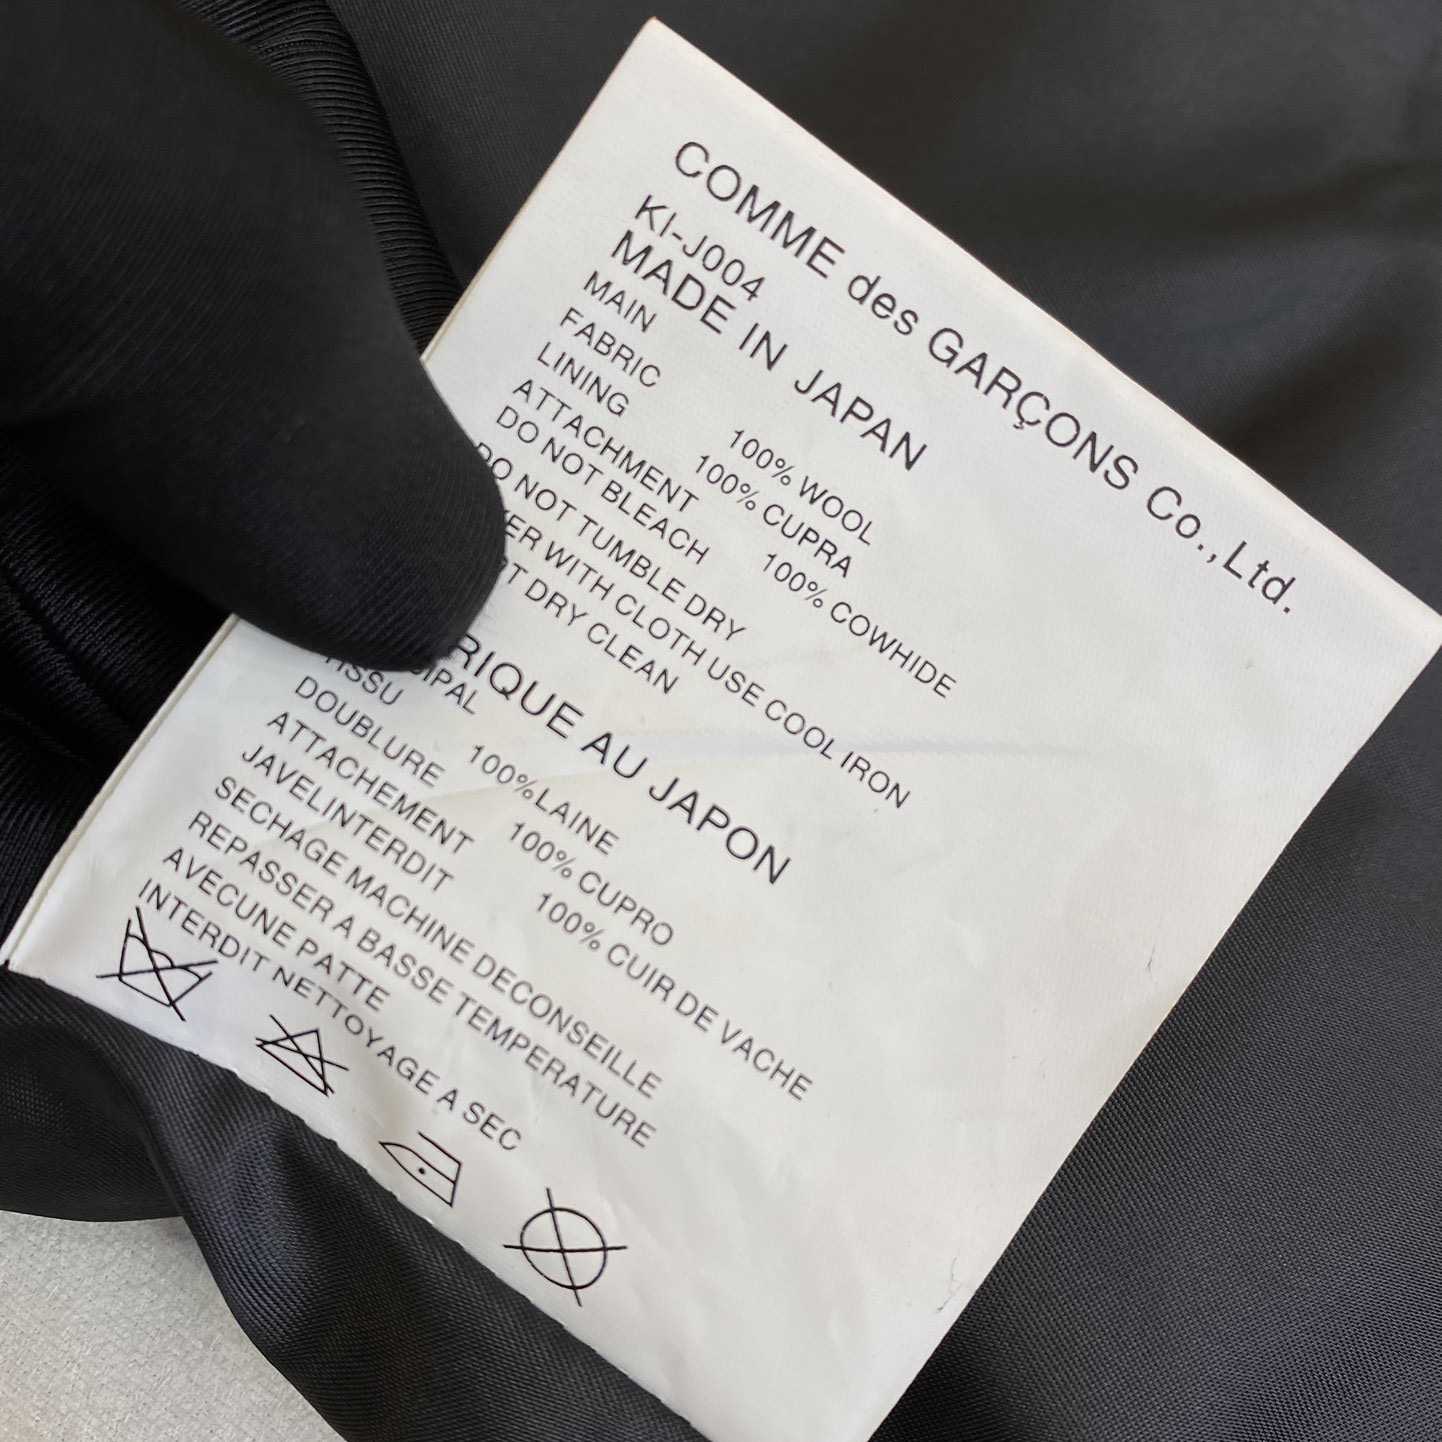 COMME des GARÇONS Co.,Ltd.
KI-J004
MADE IN JAPAN
MAIN
FABRIC 100% WOOL
LINING 100% CUPRA
ATTACHMENT 100% COWHIDE
DO NOT BLEACH
DO NOT TUMBLE DRY
WITH CLOTH USE COOL IRON
DRY CLEAN
AU JAPON
TISSU 100%LAINE
DOUBLURE 100% CUPRO
ATTACHEMENT 100% CUIR DE VACHE
JAVELINTERDIT
SECHAGE MACHINE DECONSEILLE
REPASSER A BASSE TEMPERATURE
AVECUNE PATTE
INTERDIT NETTOYAGE A SEC